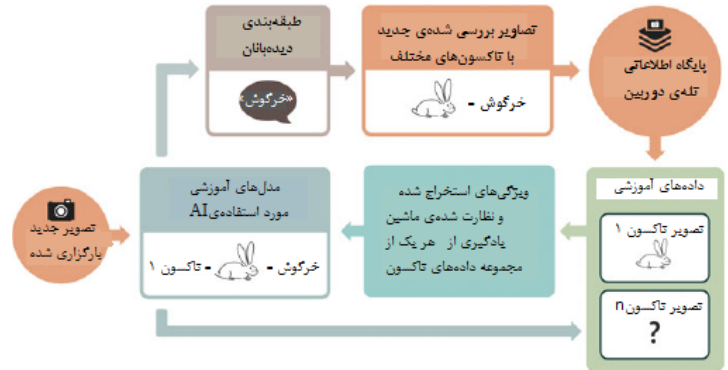 طبقه‌بندی
دیده‌بانان
«خرگوش»
تصاویر بررسی شده‌ی جدید
با تاکسون‌های مختلف
خرگوش -
پایگاه اطلاعاتی
تله‌ی دوربین
داده‌های آموزشی
تصویر تاکسون ۱
تصویر تاکسون n
?
ویژگی‌های استخراج شده
و نظارت شده‌ی ماشین
یادگیری از هر یک از
مجموعه داده‌های تاکسون
مدل‌های آموزشی
مورد استفاده‌ی AI
خرگوش - - تاکسون ۱
تصویر جدید
بارگزاری شده